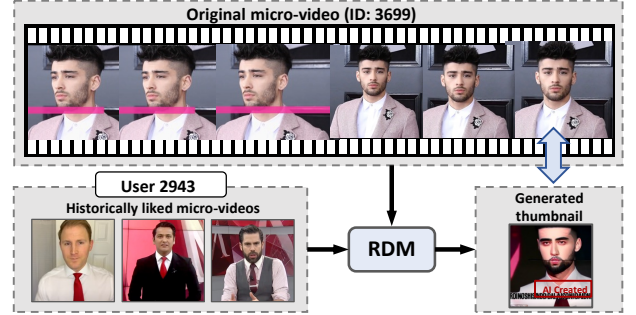 Original micro-video (ID: 3699)
User 2943
Historically liked micro-videos
RDM
Generated
thumbnail
AI Created